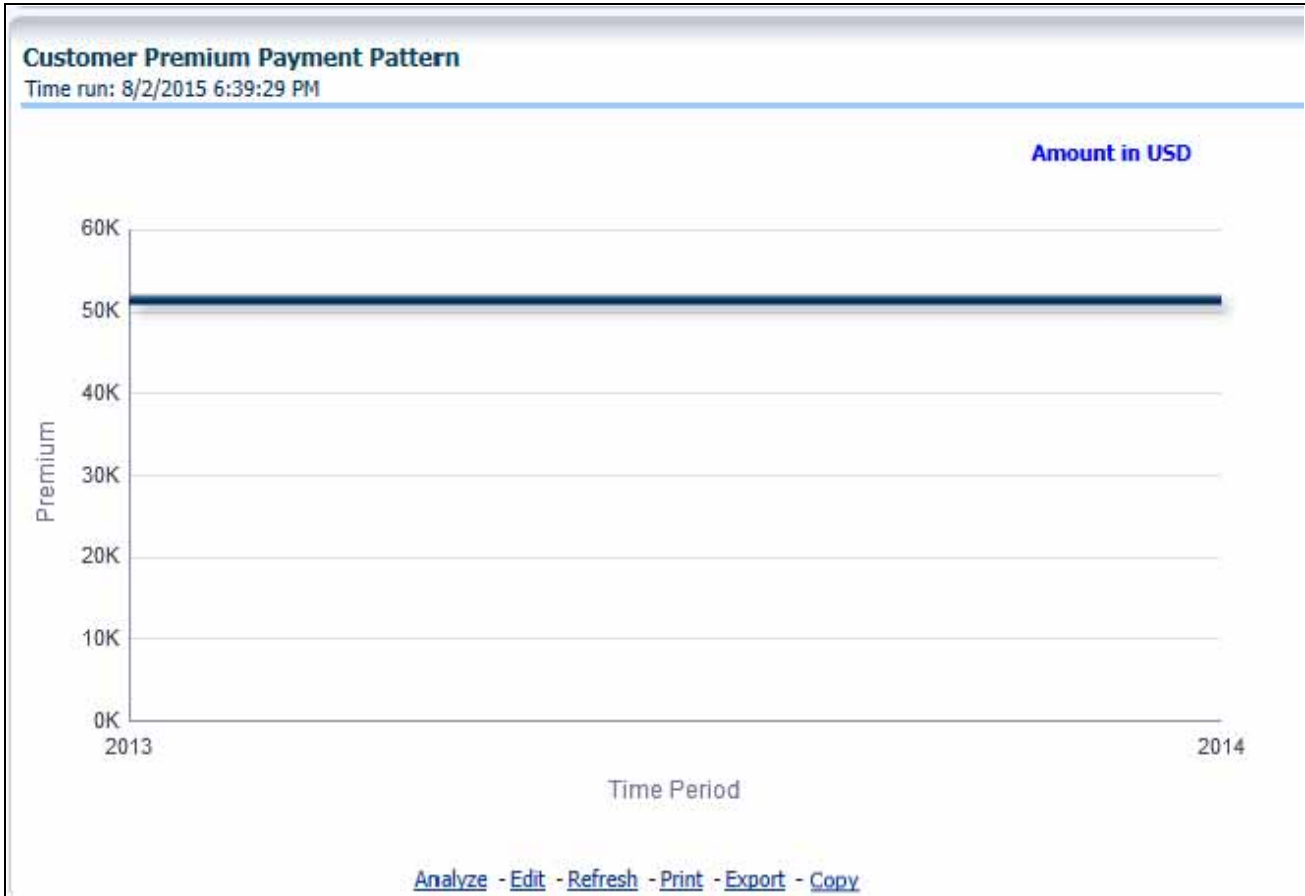 Customer Premium Payment Pattern
Time run: 8/2/2015 6:39:29 PM
Amount in USD
60K
50K
40K
30K
20K
10K
0K
Premium
2013
2014
Time Period
Analyze - Edit - Refresh - Print - Export - Copy